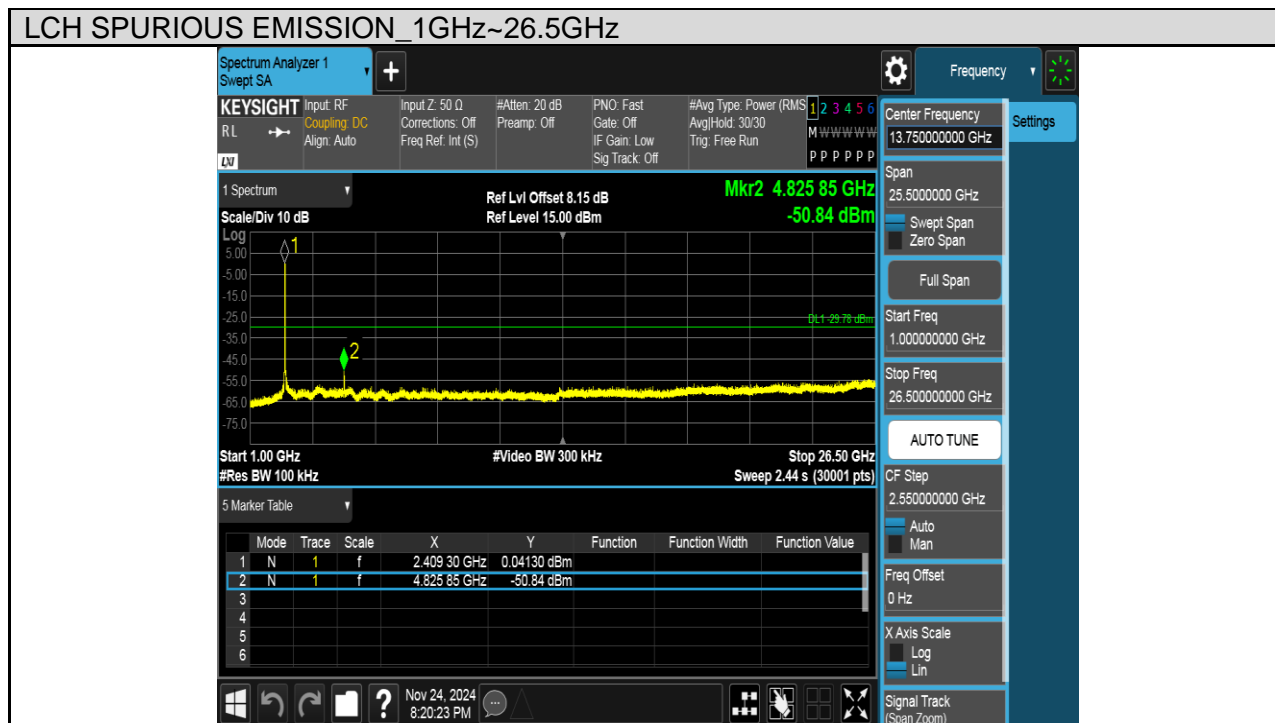 LCH SPURIOUS EMISSION_1GHz~26.5GHz
Spectrum Analyzer 1
Swept SA
+
Frequency
KEYSIGHT
RL
LXI
Input: RF
Coupling: DC
Align: Auto
Input Z: 50 Ω
Corrections: Off
Freq Ref: Int (S)
#Atten: 20 dB
Preamp: Off
PNO: Fast
Gate: Off
IF Gain: Low
Sig Track: Off
#Avg Type: Power (RMS
Avg|Hold: 30/30
Trig: Free Run
1 2 3 4 5 6
M W W W W W
P P P P P P
1 Spectrum
Scale/Div 10 dB
Ref Lvl Offset 8.15 dB
Ref Level 15.00 dBm
Mkr2 4.825 85 GHz
-50.84 dBm
Log
5.00
-5.00
-15.0
-25.0
-35.0
-45.0
-55.0
-65.0
-75.0
1
2
DL1 -29.78 dBm
Start 1.00 GHz
#Video BW 300 kHz
Stop 26.50 GHz
#Res BW 100 kHz
Sweep 2.44 s (30001 pts)
5 Marker Table
Mode Trace Scale X Y Function Function Width Function Value
1 N 1 f 2.409 30 GHz 0.04130 dBm
2 N 1 f 4.825 85 GHz -50.84 dBm
3
4
5
6
?
Nov 24, 2024
8:20:23 PM
Center Frequency
13.750000000 GHz
Settings
Span
25.5000000 GHz
Swept Span
Zero Span
Full Span
Start Freq
1.000000000 GHz
Stop Freq
26.500000000 GHz
AUTO TUNE
CF Step
2.550000000 GHz
Auto
Man
Freq Offset
0 Hz
X Axis Scale
Log
Lin
Signal Track
(Span Zoom)